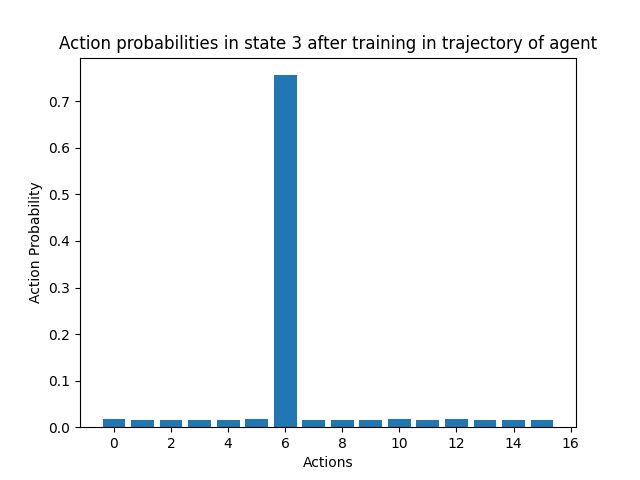 Action probabilities in state 3 after training in trajectory of agent
0.7
0.6
0.5
0.4
0.3
0.2
0.1
0.0
Action Probability
0 2 4 6 8 10 12 14 16
Actions